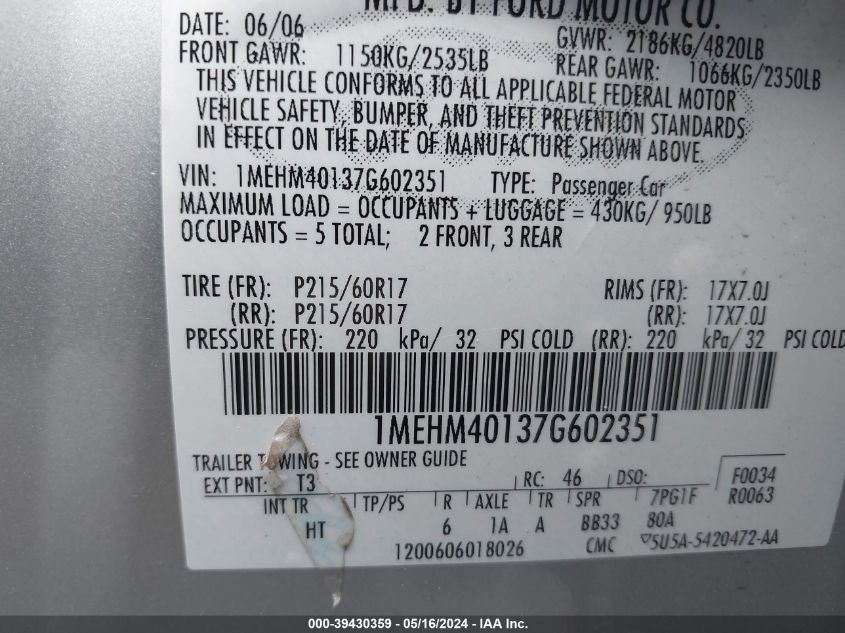 MFD. BY FORD MOTOR CO.
DATE: 06/06 GVWR: 2186KG/4820LB
FRONT GAWR: 1150KG/2535LB REAR GAWR: 1066KG/2350LB
THIS VEHICLE CONFORMS TO ALL APPLICABLE FEDERAL MOTOR
VEHICLE SAFETY, BUMPER, AND THEFT PREVENTION STANDARDS
IN EFFECT ON THE DATE OF MANUFACTURE SHOWN ABOVE.
VIN: 1MEHM40137G602351 TYPE: Passenger Car
MAXIMUM LOAD = OCCUPANTS + LUGGAGE = 430KG/ 950LB
OCCUPANTS = 5 TOTAL; 2 FRONT, 3 REAR
TIRE (FR): P215/60R17 RIMS (FR): 17X7.0J
(RR): P215/60R17 (RR): 17X7.0J
PRESSURE (FR): 220 kPa/ 32 PSI COLD (RR): 220 kPa/ 32 PSI COLD
1MEHM40137G602351
TRAILER TOWING - SEE OWNER GUIDE
EXT PNT: T3 RC: 46 DSO: F0034
INT TR TP/PS R AXLE TR SPR 7PG1F R0063
HT 6 1A A BB33 80A
1200606018026 CMC 5U5A-5420472-AA
000-39430359 - 05/16/2024 - IAA Inc.